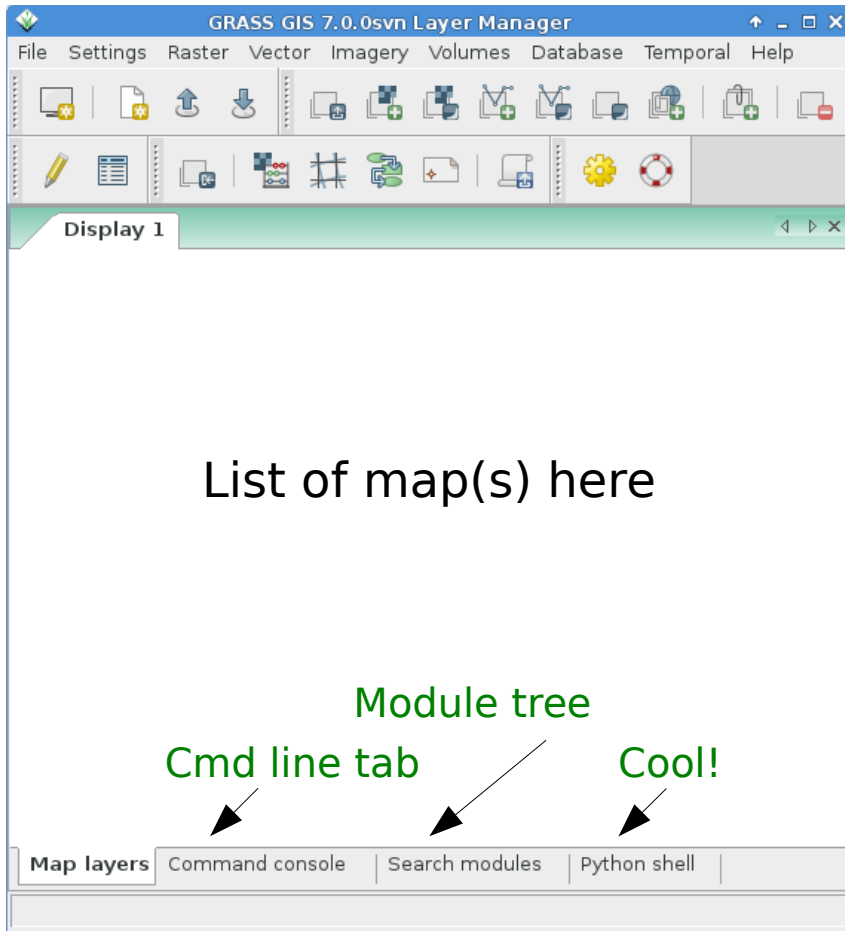 GRASS GIS 7.0.0svn Layer Manager
File Settings Raster Vector Imagery Volumes Database Temporal Help
Display 1
List of map(s) here
Module tree
Cmd line tab Cool!
Map layers Command console Search modules Python shell